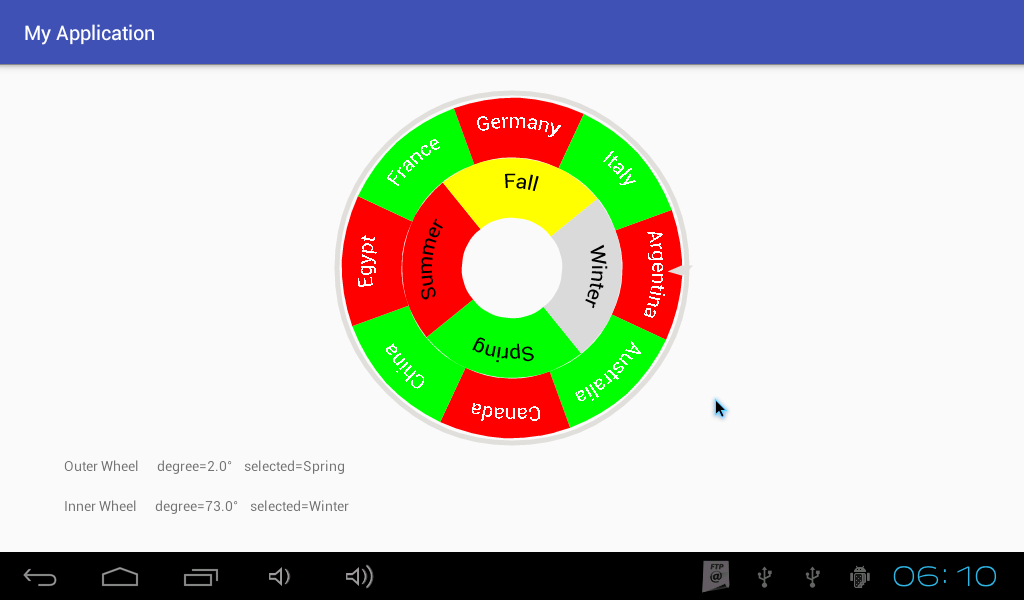 My Application
Germany
Italy
Argentina
Australia
Canada
China
Egypt
France
Fall
Winter
Spring
Summer
Outer Wheel degree=2.0° selected=Spring
Inner Wheel degree=73.0° selected=Winter
FTP
@
06:10